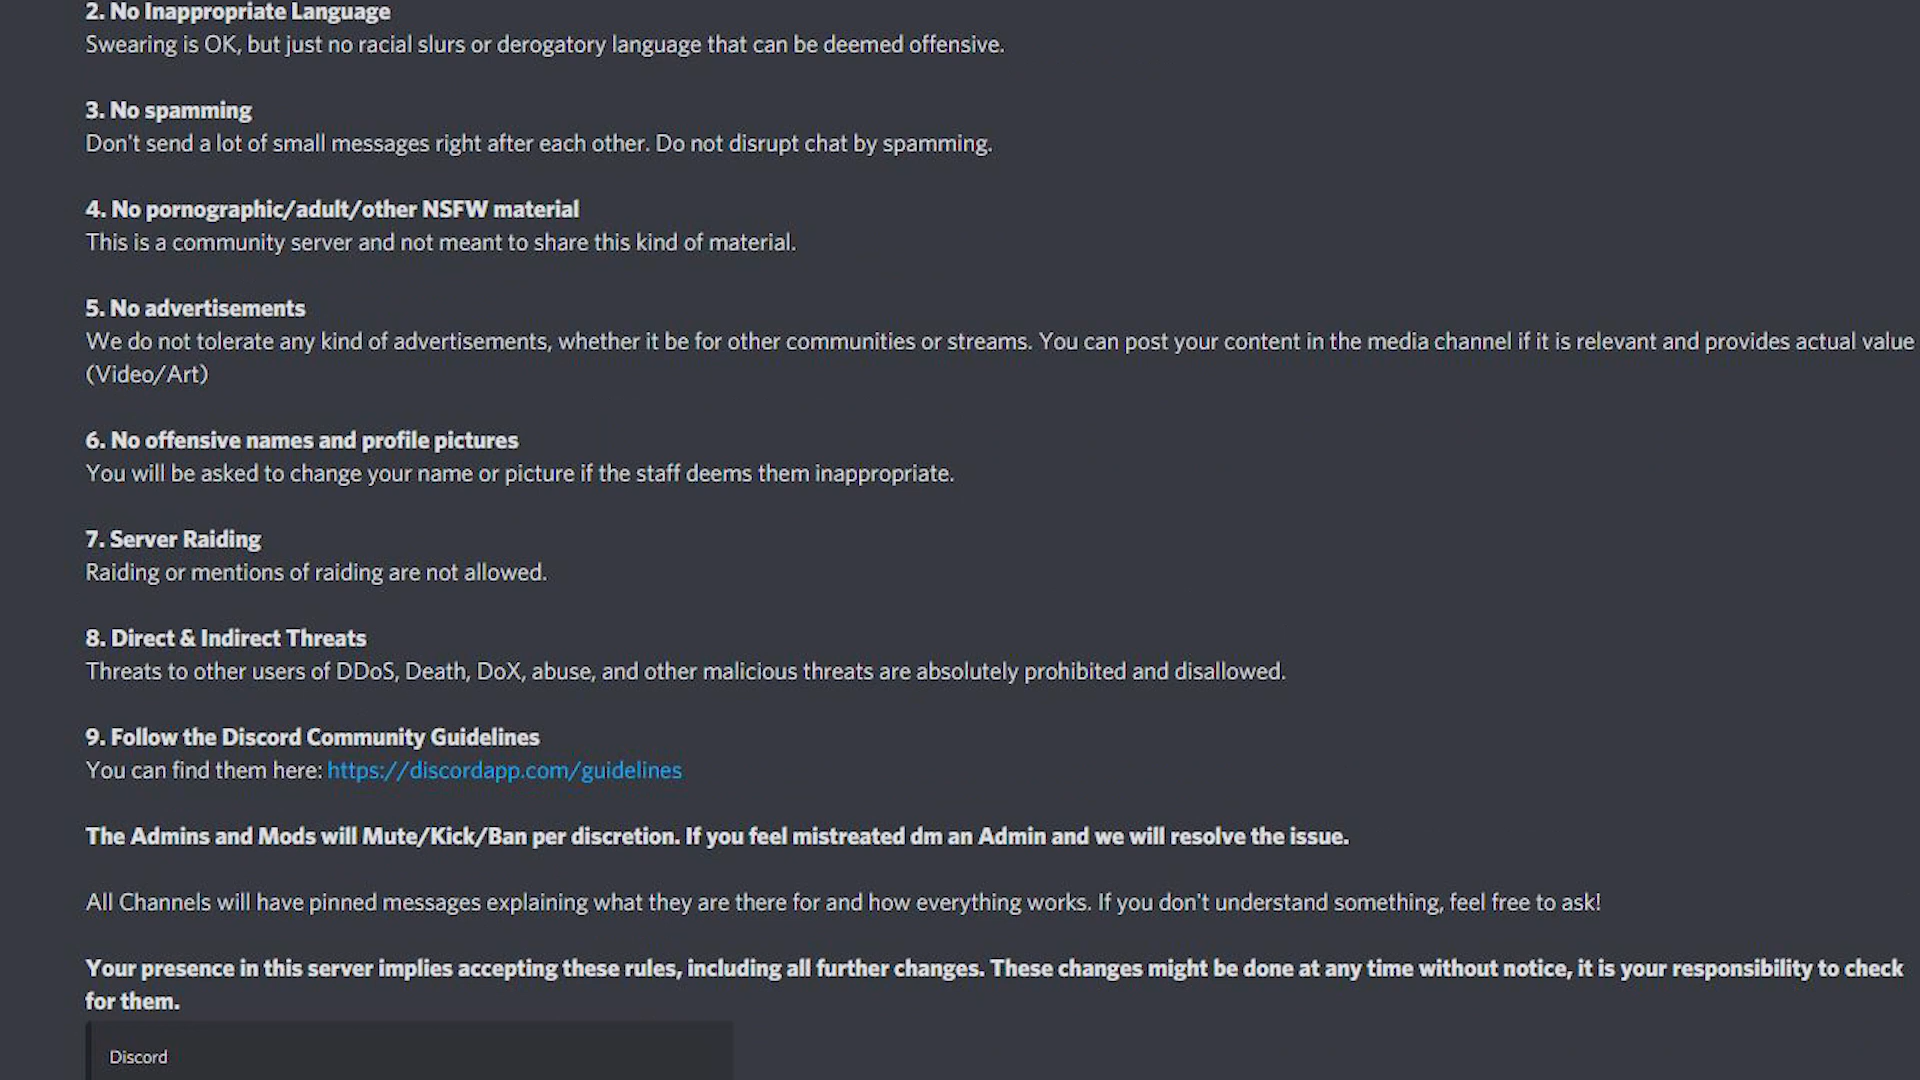 2. No Inappropriate Language
Swearing is OK, but just no racial slurs or derogatory language that can be deemed offensive.
3. No spamming
Don't send a lot of small messages right after each other. Do not disrupt chat by spamming.
4. No pornographic/adult/other NSFW material
This is a community server and not meant to share this kind of material.
5. No advertisements
We do not tolerate any kind of advertisements, whether it be for other communities or streams. You can post your content in the media channel if it is relevant and provides actual value
(Video/Art)
6. No offensive names and profile pictures
You will be asked to change your name or picture if the staff deems them inappropriate.
7. Server Raiding
Raiding or mentions of raiding are not allowed.
8. Direct & Indirect Threats
Threats to other users of DDoS, Death, DoX, abuse, and other malicious threats are absolutely prohibited and disallowed.
9. Follow the Discord Community Guidelines
You can find them here: https://discordapp.com/guidelines
The Admins and Mods will Mute/Kick/Ban per discretion. If you feel mistreated dm an Admin and we will resolve the issue.
All Channels will have pinned messages explaining what they are there for and how everything works. If you don't understand something, feel free to ask!
Your presence in this server implies accepting these rules, including all further changes. These changes might be done at any time without notice, it is your responsibility to check
for them.
Discord